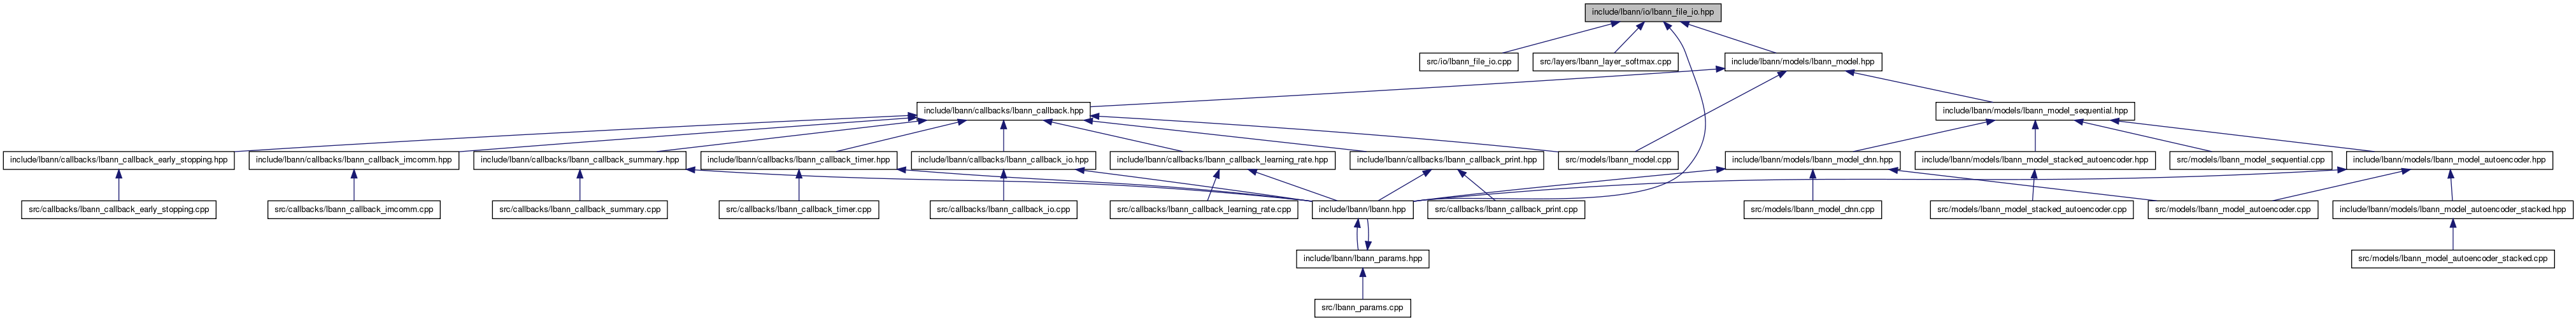 include/lbann/io/lbann_file_io.hpp
src/io/lbann_file_io.cpp
src/layers/lbann_layer_softmax.cpp
include/lbann/models/lbann_model.hpp
include/lbann/callbacks/lbann_callback.hpp
include/lbann/models/lbann_model_sequential.hpp
include/lbann/callbacks/lbann_callback_early_stopping.hpp
include/lbann/callbacks/lbann_callback_imcomm.hpp
include/lbann/callbacks/lbann_callback_summary.hpp
include/lbann/callbacks/lbann_callback_timer.hpp
include/lbann/callbacks/lbann_callback_io.hpp
include/lbann/callbacks/lbann_callback_learning_rate.hpp
include/lbann/callbacks/lbann_callback_print.hpp
src/models/lbann_model.cpp
include/lbann/models/lbann_model_dnn.hpp
include/lbann/models/lbann_model_stacked_autoencoder.hpp
src/models/lbann_model_sequential.cpp
include/lbann/models/lbann_model_autoencoder.hpp
src/callbacks/lbann_callback_early_stopping.cpp
src/callbacks/lbann_callback_imcomm.cpp
src/callbacks/lbann_callback_summary.cpp
src/callbacks/lbann_callback_timer.cpp
src/callbacks/lbann_callback_io.cpp
src/callbacks/lbann_callback_learning_rate.cpp
include/lbann/lbann.hpp
src/callbacks/lbann_callback_print.cpp
src/models/lbann_model_dnn.cpp
src/models/lbann_model_stacked_autoencoder.cpp
src/models/lbann_model_autoencoder.cpp
include/lbann/models/lbann_model_autoencoder_stacked.hpp
include/lbann/lbann_params.hpp
src/models/lbann_model_autoencoder_stacked.cpp
src/lbann_params.cpp